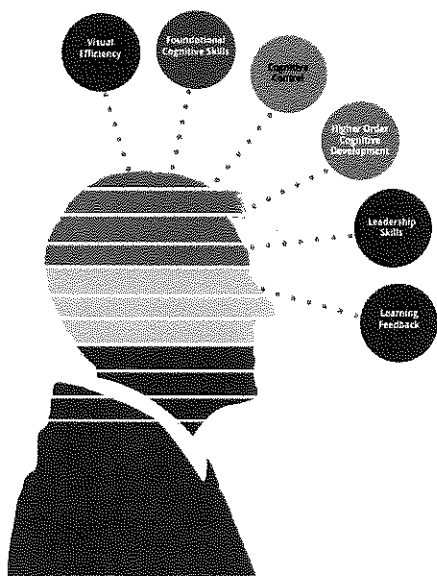 Visual
Efficiency
Foundational
Cognitive Skills
Cognitive
Control
Higher Order
Cognitive
Development
Leadership
Skills
Learning
Feedback